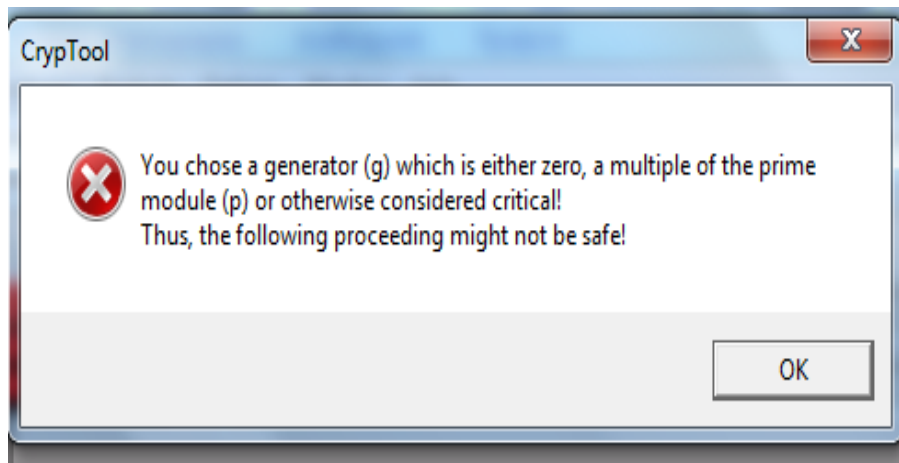 CrypTool
You chose a generator (g) which is either zero, a multiple of the prime
module (p) or otherwise considered critical!
Thus, the following proceeding might not be safe!
OK